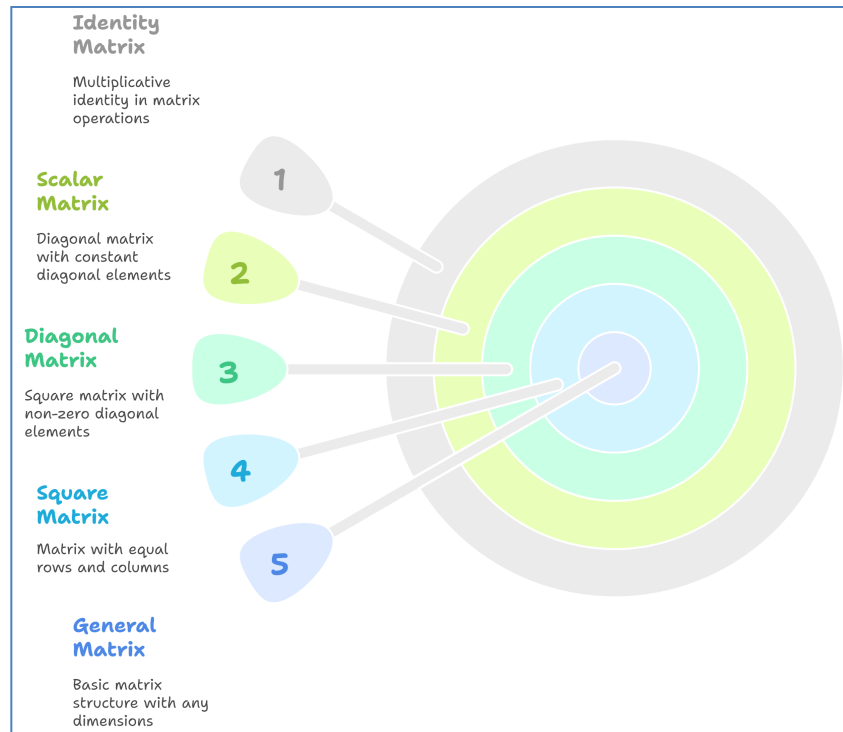 Identity
Matrix
Multiplicative
identity in matrix
operations
1
Scalar
Matrix
Diagonal matrix
with constant
diagonal elements
2
Diagonal
Matrix
Square matrix with
non-zero diagonal
elements
3
Square
Matrix
Matrix with equal
rows and columns
4
General
Matrix
Basic matrix
structure with any
dimensions
5